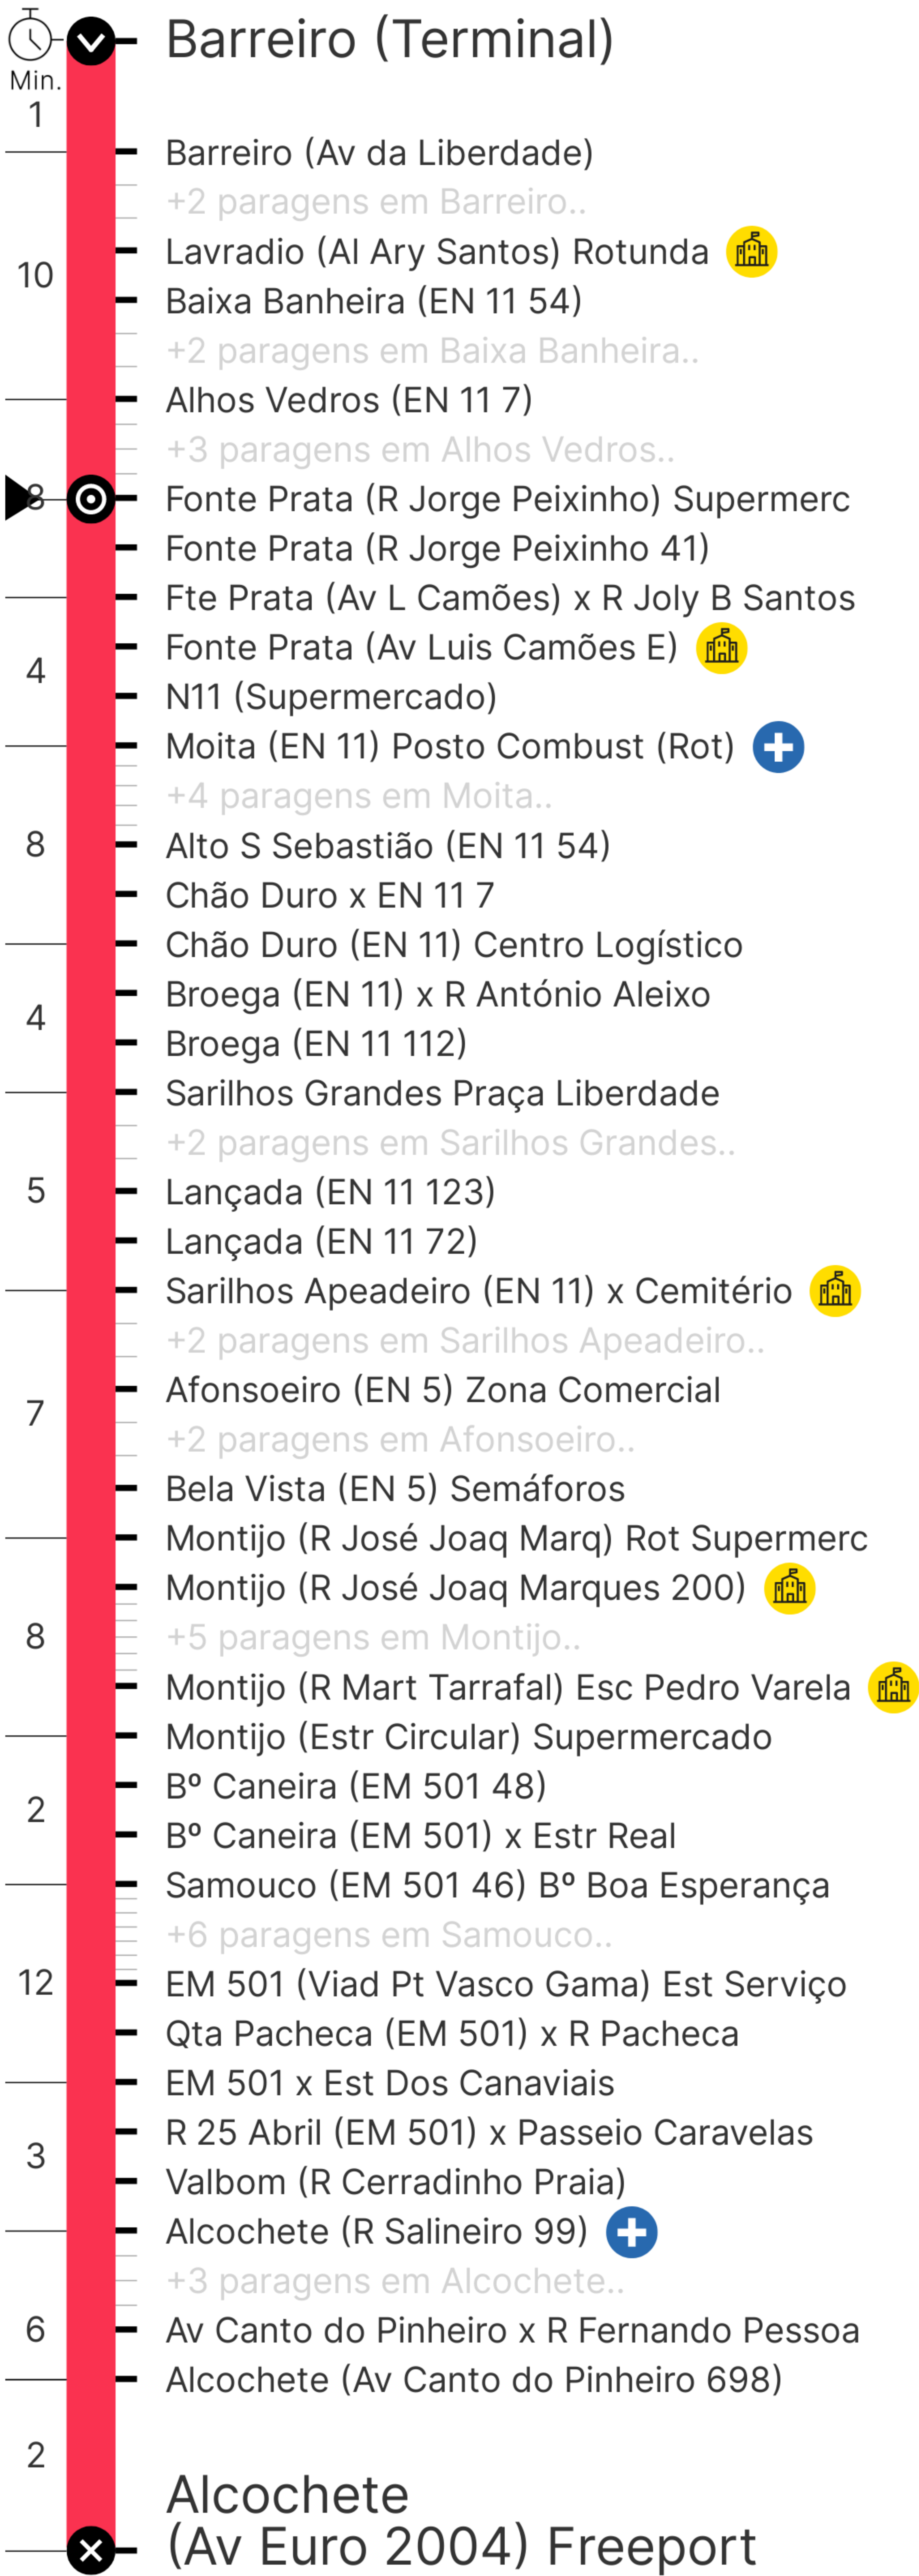 Barreiro (Terminal)
Min.
1
Barreiro (Av da Liberdade)
+2 paragens em Barreiro..
Lavradio (Al Ary Santos) Rotunda
10
Baixa Banheira (EN 11 54)
+2 paragens em Baixa Banheira..
Alhos Vedros (EN 11 7)
+3 paragens em Alhos Vedros..
8
Fonte Prata (R Jorge Peixinho) Supermerc
Fonte Prata (R Jorge Peixinho 41)
Fte Prata (Av L Camões) x R Joly B Santos
Fonte Prata (Av Luis Camões E)
4
N11 (Supermercado)
Moita (EN 11) Posto Combust (Rot)
+4 paragens em Moita..
8
Alto S Sebastião (EN 11 54)
Chão Duro x EN 11 7
Chão Duro (EN 11) Centro Logístico
Broega (EN 11) x R António Aleixo
4
Broega (EN 11 112)
Sarilhos Grandes Praça Liberdade
+2 paragens em Sarilhos Grandes..
5
Lançada (EN 11 123)
Lançada (EN 11 72)
Sarilhos Apeadeiro (EN 11) x Cemitério
+2 paragens em Sarilhos Apeadeiro..
Afonsoeiro (EN 5) Zona Comercial
7
+2 paragens em Afonsoeiro..
Bela Vista (EN 5) Semáforos
Montijo (R José Joaq Marq) Rot Supermerc
Montijo (R José Joaq Marques 200)
8
+5 paragens em Montijo..
Montijo (R Mart Tarrafal) Esc Pedro Varela
Montijo (Estr Circular) Supermercado
Bº Caneira (EM 501 48)
2
Bº Caneira (EM 501) x Estr Real
Samouco (EM 501 46) Bº Boa Esperança
+6 paragens em Samouco..
12
EM 501 (Viad Pt Vasco Gama) Est Serviço
Qta Pacheca (EM 501) x R Pacheca
EM 501 x Est Dos Canaviais
R 25 Abril (EM 501) x Passeio Caravelas
3
Valbom (R Cerradinho Praia)
Alcochete (R Salineiro 99)
+3 paragens em Alcochete..
6
Av Canto do Pinheiro x R Fernando Pessoa
Alcochete (Av Canto do Pinheiro 698)
2
Alcochete
(Av Euro 2004) Freeport